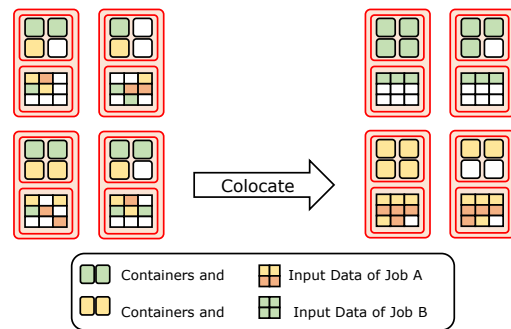 Colocate
Containers and Input Data of Job A
Containers and Input Data of Job B